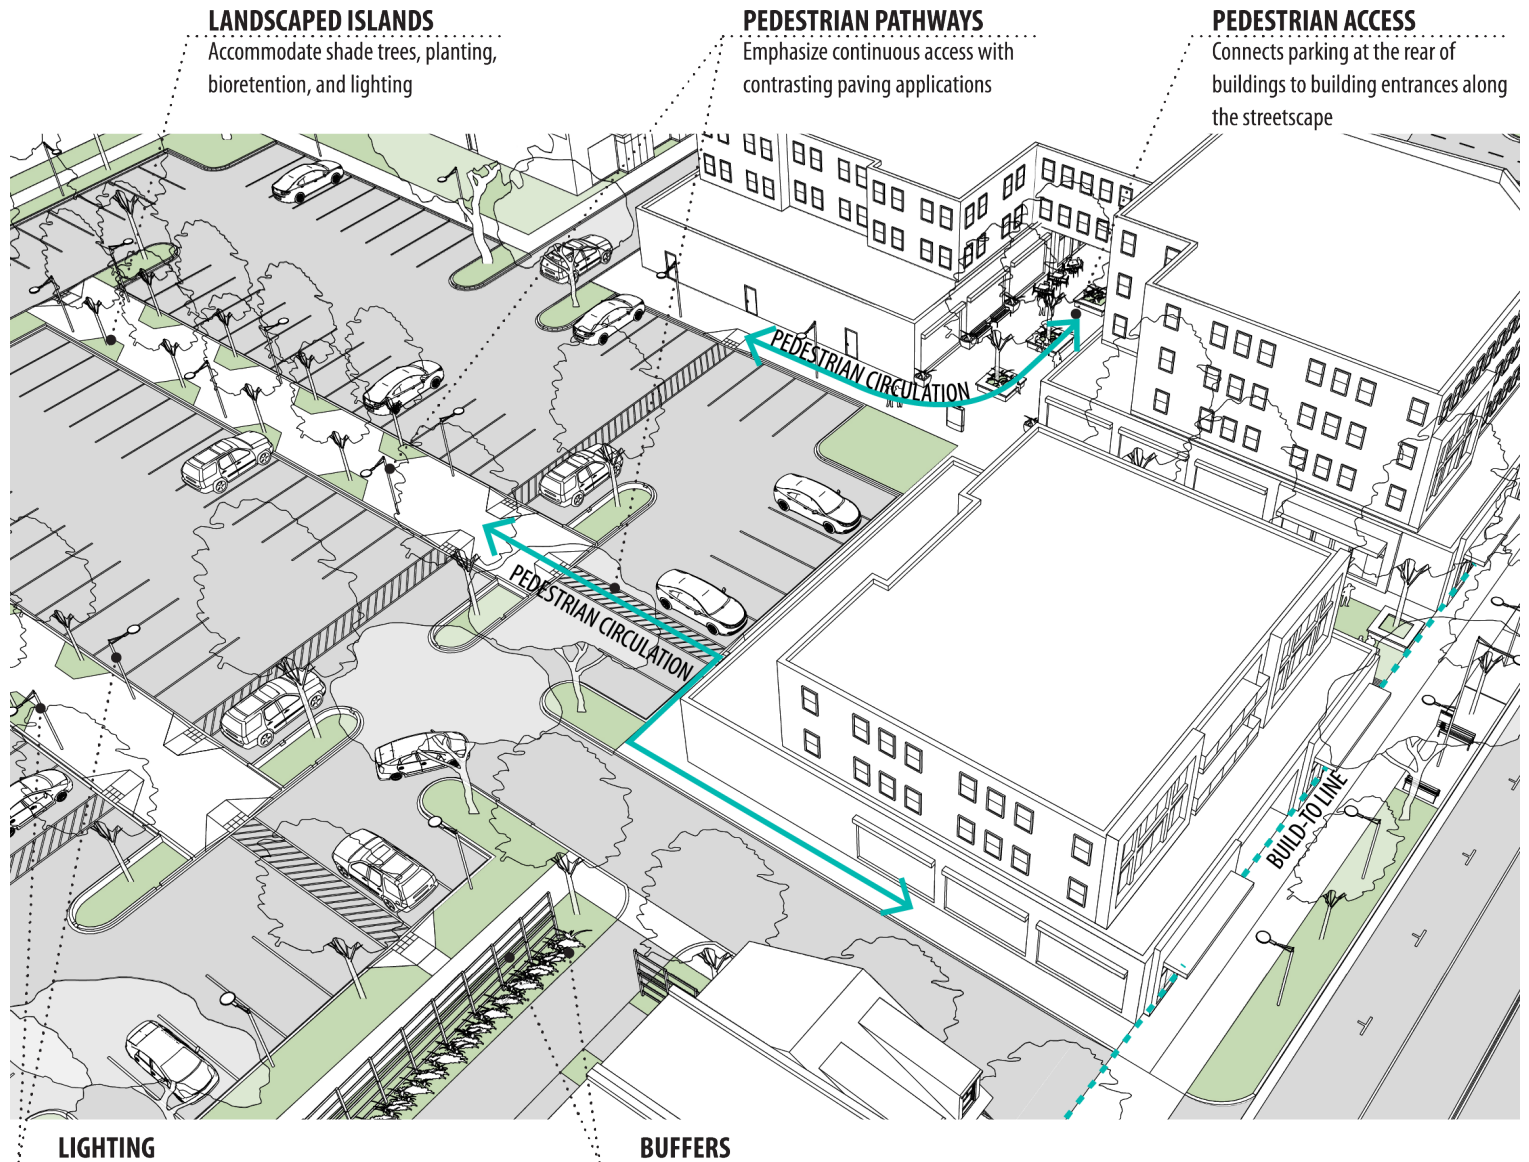 LANDSCAPED ISLANDS
Accommodate shade trees, planting,
bioretention, and lighting
PEDESTRIAN PATHWAYS
Emphasize continuous access with
contrasting paving applications
PEDESTRIAN ACCESS
Connects parking at the rear of
buildings to building entrances along
the streetscape
PEDESTRIAN CIRCULATION
PEDESTRIAN CIRCULATION
BUILD-TO LINE
LIGHTING
BUFFERS